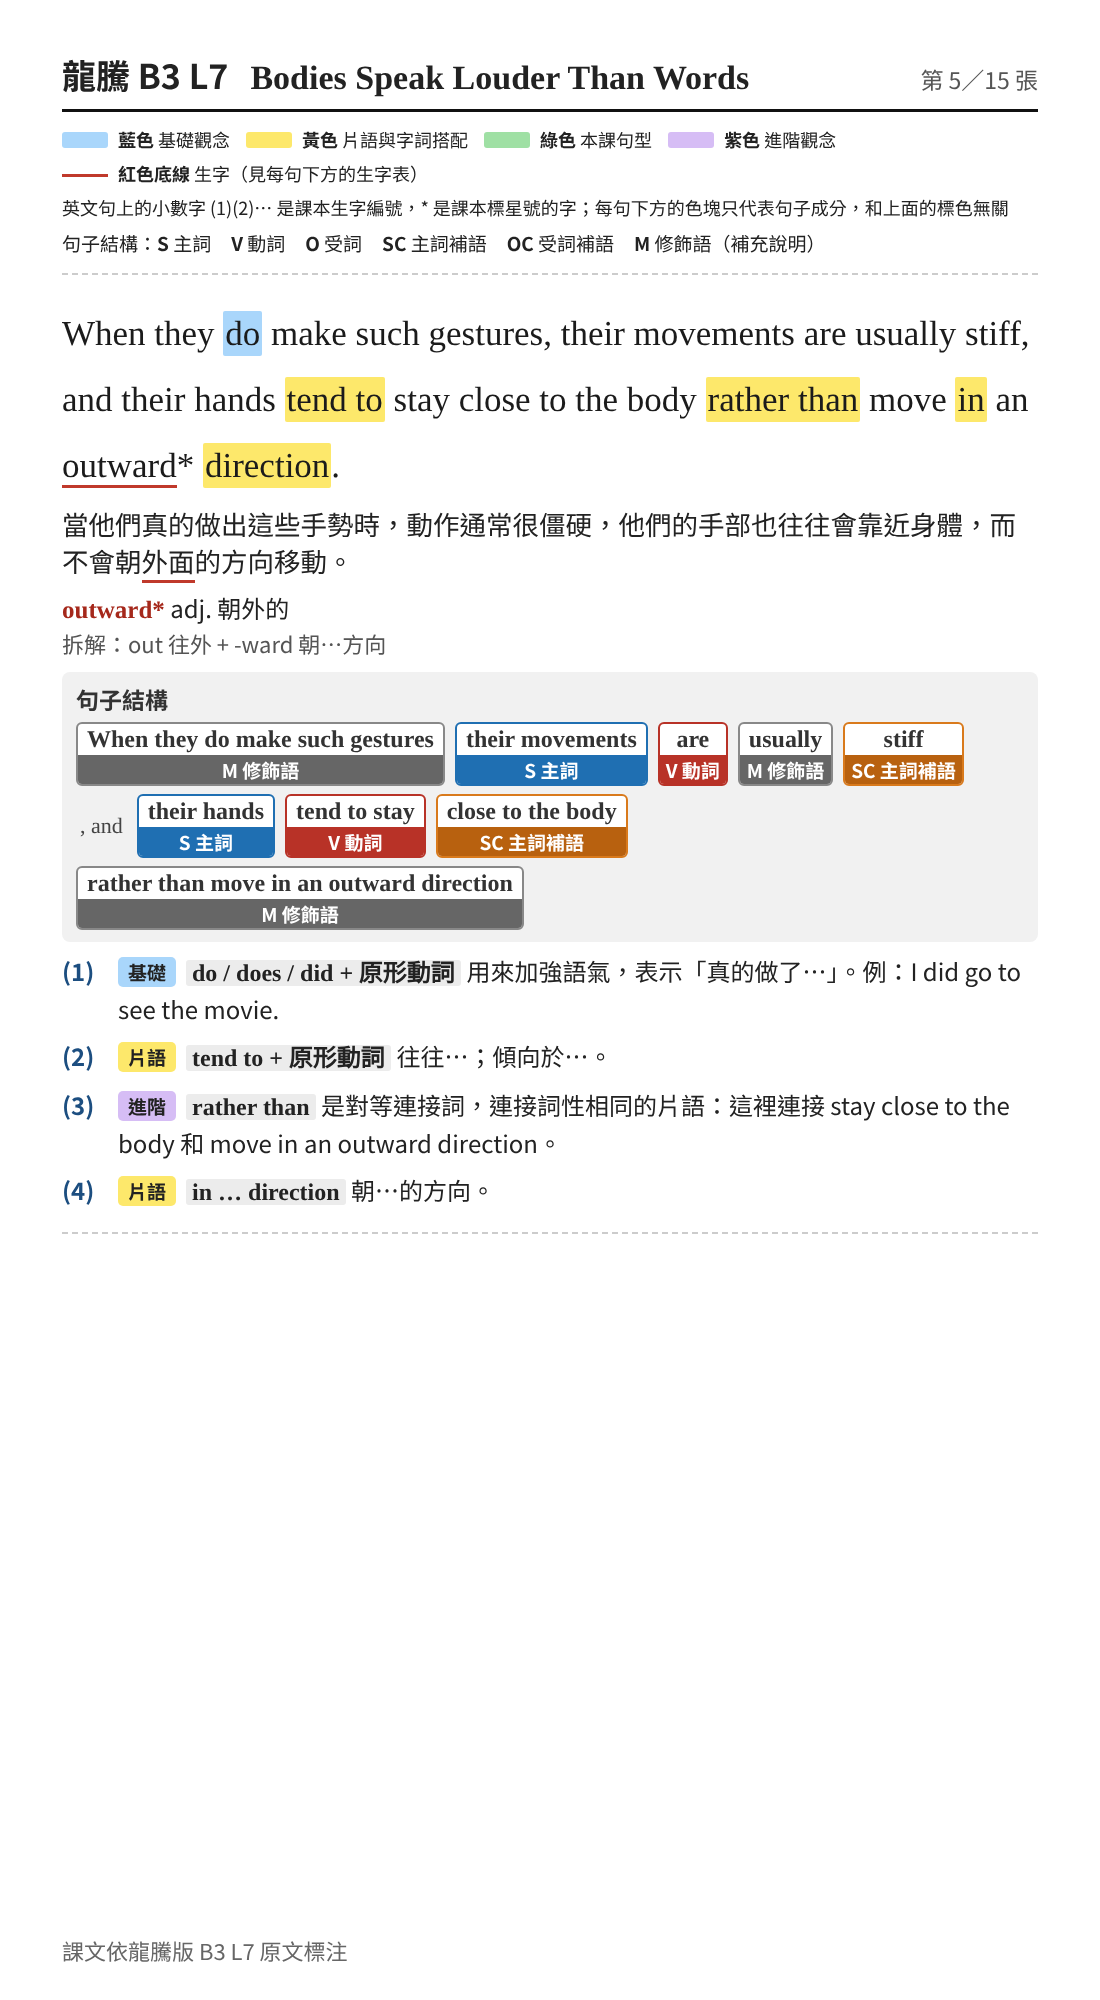 龍騰 B3 L7 Bodies Speak Louder Than Words 第 5／15 張
藍色 基礎觀念 黃色 片語與字詞搭配 綠色 本課句型 紫色 進階觀念
紅色底線 生字（見每句下方的生字表）
英文句上的小數字 (1)(2)⋯ 是課本生字編號，* 是課本標星號的字；每句下方的色塊只代表句子成分，和上面的標色無關
句子結構：S 主詞 V 動詞 O 受詞 SC 主詞補語 OC 受詞補語 M 修飾語（補充說明）
When they do make such gestures, their movements are usually stiff,
and their hands tend to stay close to the body rather than move in an
outward* direction.
當他們真的做出這些手勢時，動作通常很僵硬，他們的手部也往往會靠近身體，而
不會朝外面的方向移動。
outward* adj. 朝外的
拆解：out 往外 + -ward 朝⋯方向
句子結構
When they do make such gestures their movements are usually stiff
M 修飾語 S 主詞 V 動詞 M 修飾語 SC 主詞補語
, and their hands tend to stay close to the body
S 主詞 V 動詞 SC 主詞補語
rather than move in an outward direction
M 修飾語
(1) 基礎 do / does / did + 原形動詞 用來加強語氣，表示「真的做了⋯」。例：I did go to
see the movie.
(2) 片語 tend to + 原形動詞 往往⋯；傾向於⋯。
(3) 進階 rather than 是對等連接詞，連接詞性相同的片語：這裡連接 stay close to the
body 和 move in an outward direction。
(4) 片語 in … direction 朝⋯的方向。
課文依龍騰版 B3 L7 原文標注